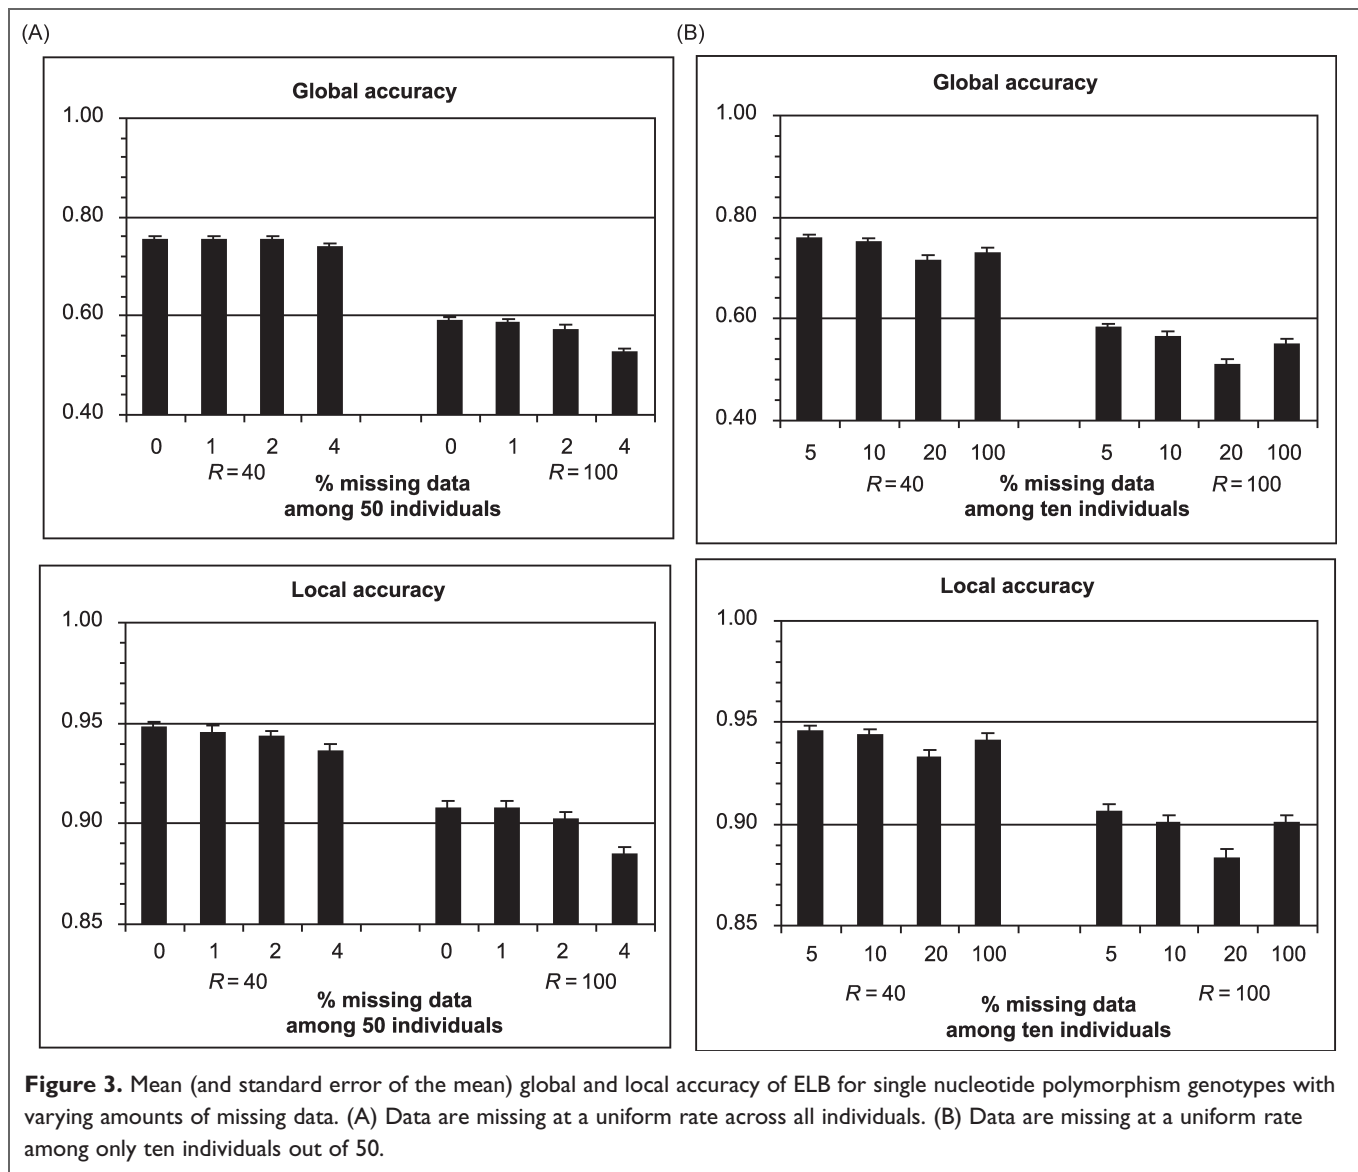 (A)
Global accuracy
1.00
0.80
0.60
0.40
0 1 2 4 0 1 2 4
R = 40 R = 100
% missing data
among 50 individuals
(B)
Global accuracy
1.00
0.80
0.60
0.40
5 10 20 100 5 10 20 100
R = 40 R = 100
% missing data
among ten individuals
Local accuracy
1.00
0.95
0.90
0.85
0 1 2 4 0 1 2 4
R = 40 R = 100
% missing data
among 50 individuals
Local accuracy
1.00
0.95
0.90
0.85
5 10 20 100 5 10 20 100
R = 40 R = 100
% missing data
among ten individuals
Figure 3. Mean (and standard error of the mean) global and local accuracy of ELB for single nucleotide polymorphism genotypes with
varying amounts of missing data. (A) Data are missing at a uniform rate across all individuals. (B) Data are missing at a uniform rate
among only ten individuals out of 50.